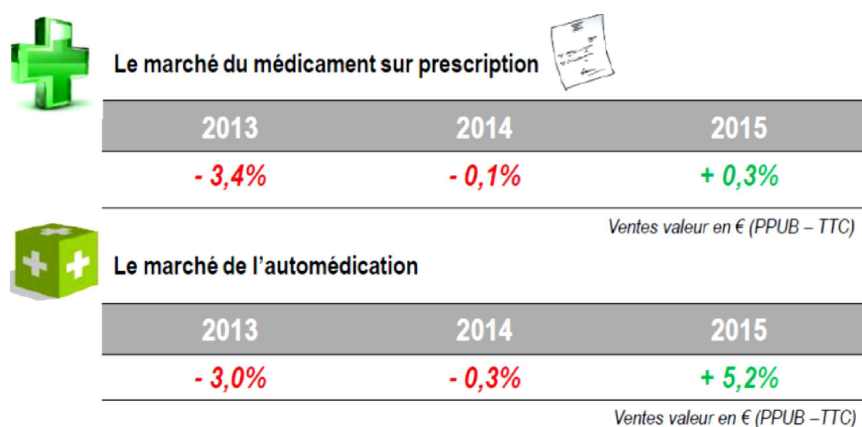 Le marché du médicament sur prescription
2013 2014 2015
- 3,4% - 0,1% + 0,3%
Ventes valeur en € (PPUB – TTC)
Le marché de l'automédication
2013 2014 2015
- 3,0% - 0,3% + 5,2%
Ventes valeur en € (PPUB –TTC)